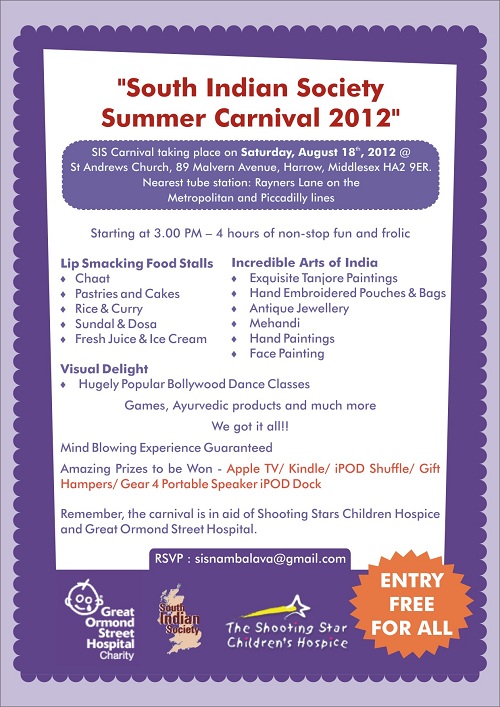 "South Indian Society
Summer Carnival 2012"
SIS Carnival taking place on Saturday, August 18th, 2012 @
St Andrews Church, 89 Malvern Avenue, Harrow, Middlesex HA2 9ER.
Nearest tube station: Rayners Lane on the
Metropolitan and Piccadilly lines
Starting at 3.00 PM – 4 hours of non-stop fun and frolic
Lip Smacking Food Stalls
♦ Chaat
♦ Pastries and Cakes
♦ Rice & Curry
♦ Sundal & Dosa
♦ Fresh Juice & Ice Cream
Incredible Arts of India
♦ Exquisite Tanjore Paintings
♦ Hand Embroidered Pouches & Bags
♦ Antique Jewellery
♦ Mehandi
♦ Hand Paintings
♦ Face Painting
Visual Delight
♦ Hugely Popular Bollywood Dance Classes
Games, Ayurvedic products and much more
We got it all!!
Mind Blowing Experience Guaranteed
Amazing Prizes to be Won - Apple TV/ Kindle/ iPOD Shuffle/ Gift
Hampers/ Gear 4 Portable Speaker iPOD Dock
Remember, the carnival is in aid of Shooting Stars Children Hospice
and Great Ormond Street Hospital.
RSVP : sisnambalava@gmail.com
ENTRY
FREE
FOR ALL
Great
Ormond
Street
Hospital
Charity
South
Indian
Society
The Shooting Star
Children's Hospice